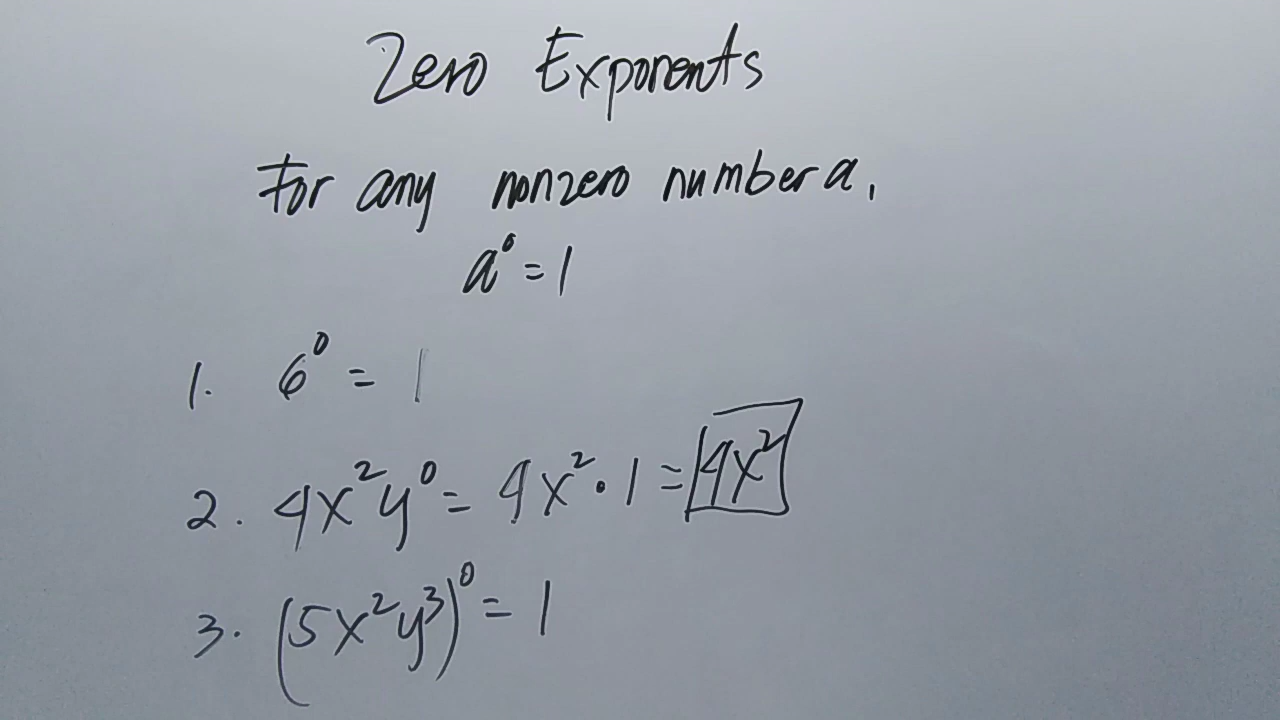 Zero Exponents
For any nonzero number a,
a⁰ = 1
1. 6⁰ = 1
2. 4x²y⁰ = 4x² · 1 = 4x²
3. (5x²y³)⁰ = 1